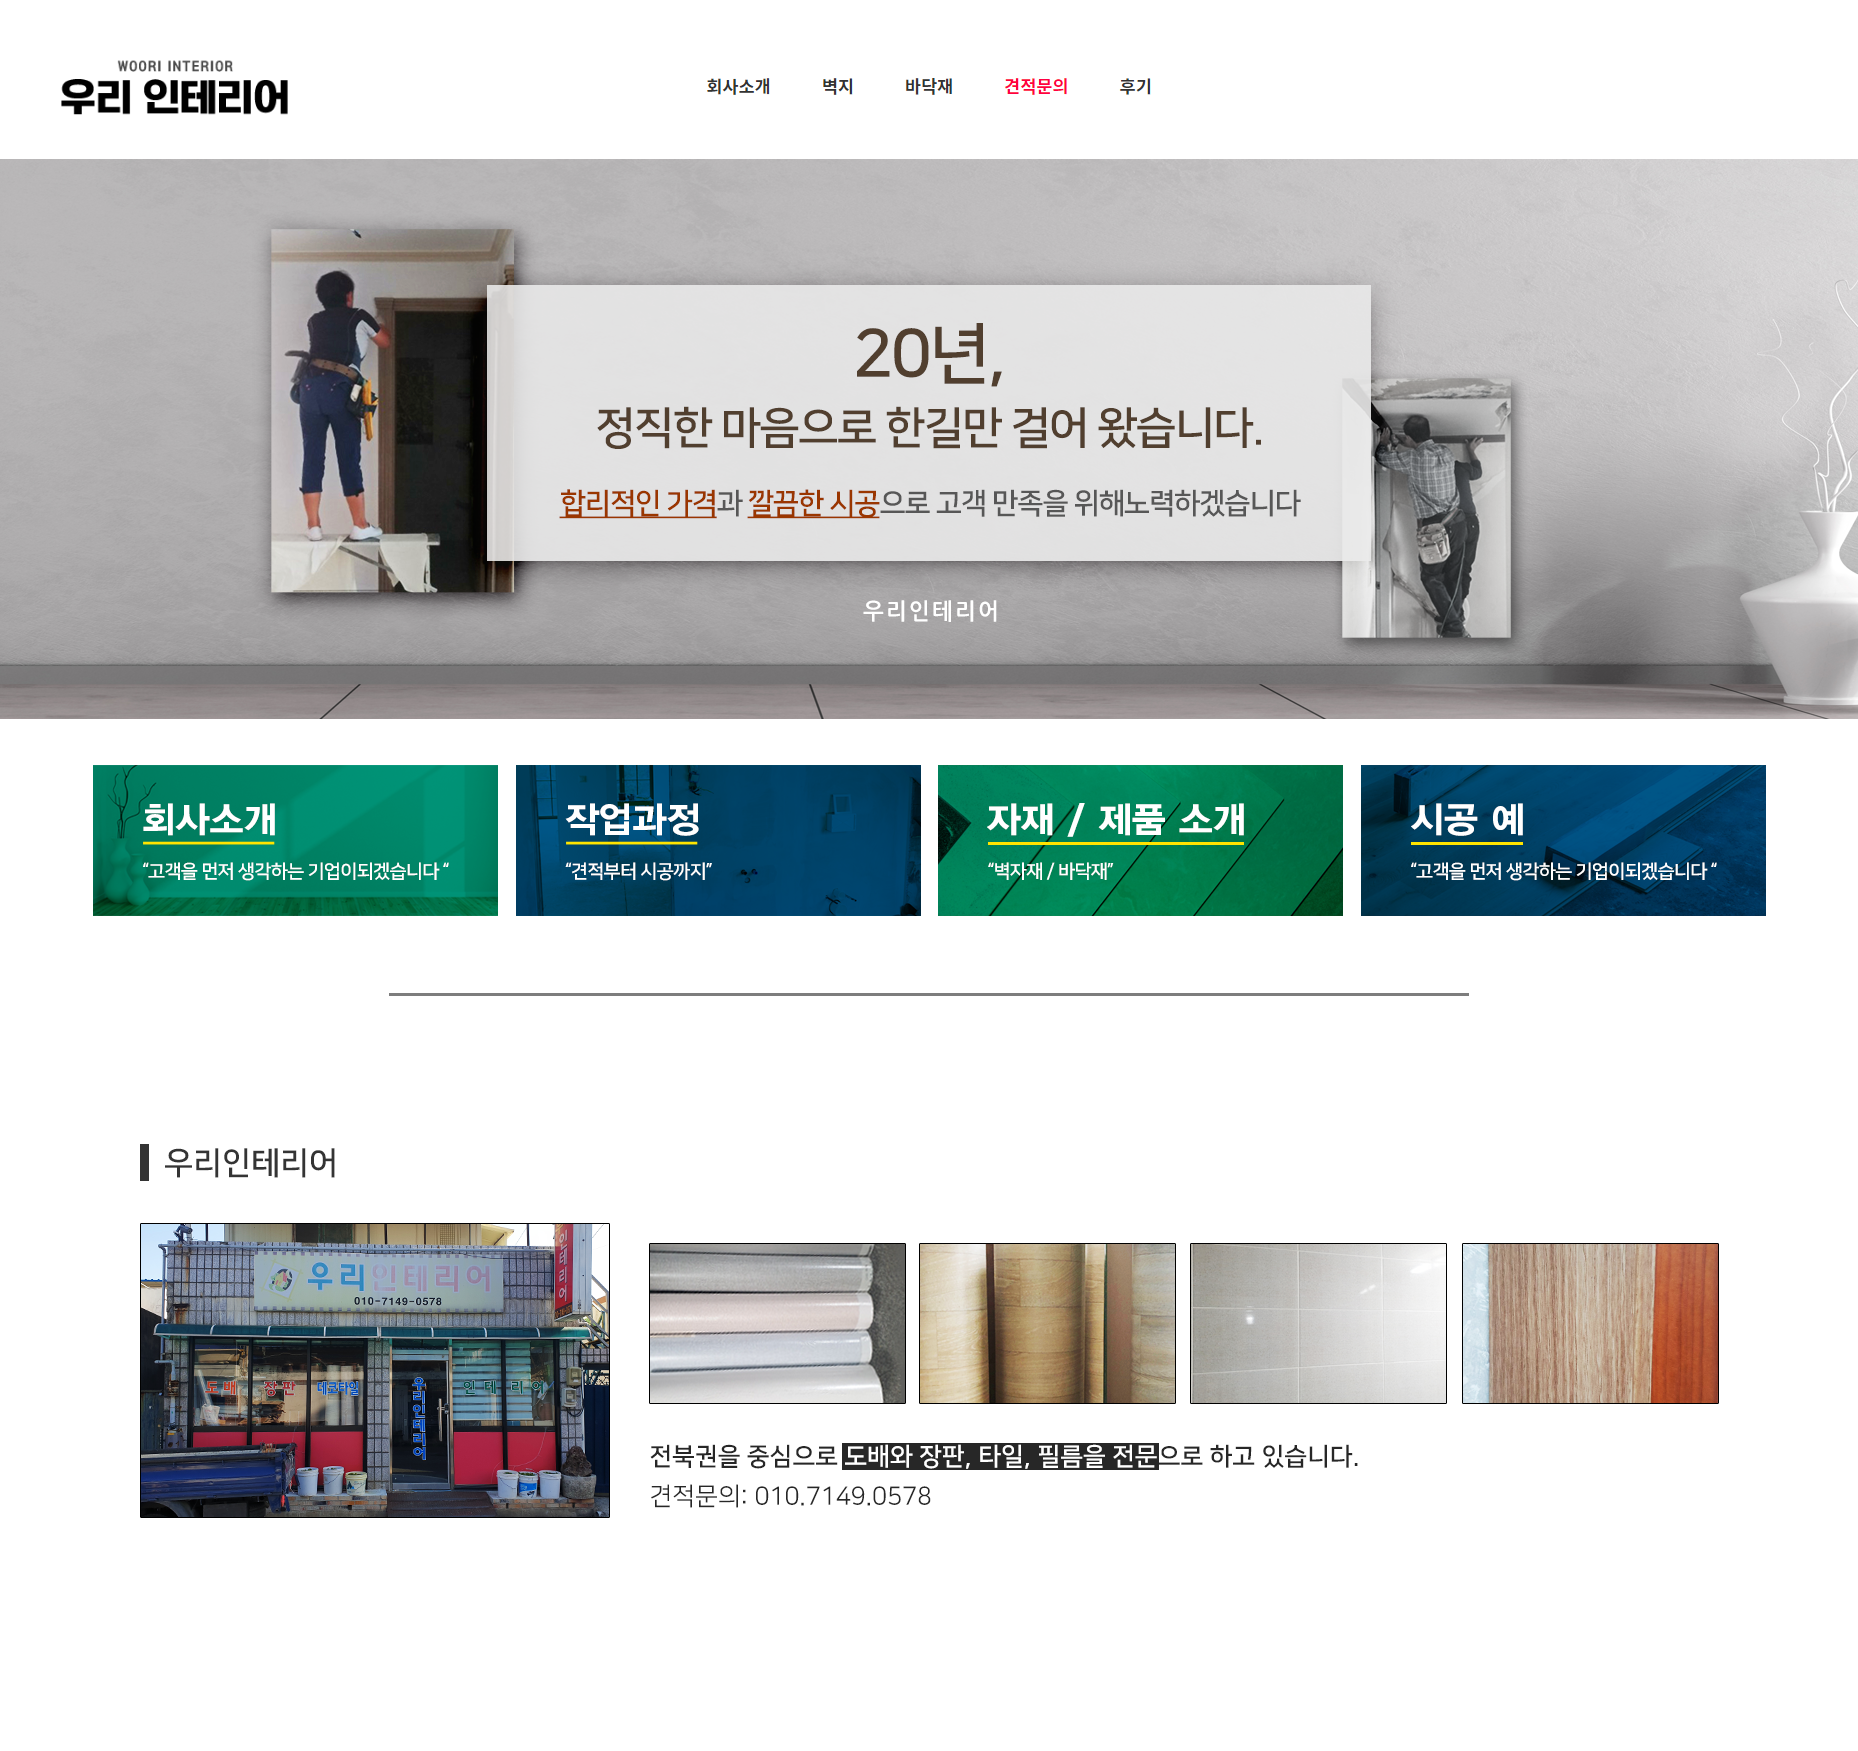 WOORI INTERIOR
우리 인테리어
회사소개 벽지 바닥재 견적문의 후기
20년,
정직한 마음으로 한길만 걸어 왔습니다.
합리적인 가격과 깔끔한 시공으로 고객 만족을 위해노력하겠습니다
우리인테리어
회사소개
“고객을 먼저 생각하는 기업이되겠습니다 “
작업과정
“견적부터 시공까지”
자재 / 제품 소개
“벽자재 / 바닥재”
시공 예
“고객을 먼저 생각하는 기업이되겠습니다 “
우리인테리어
우리인테리어
010-7149-0578
인테리어
도배 장판 데코타일
우리인테리어
인테리어
전북권을 중심으로 도배와 장판, 타일, 필름을 전문으로 하고 있습니다.
견적문의: 010.7149.0578